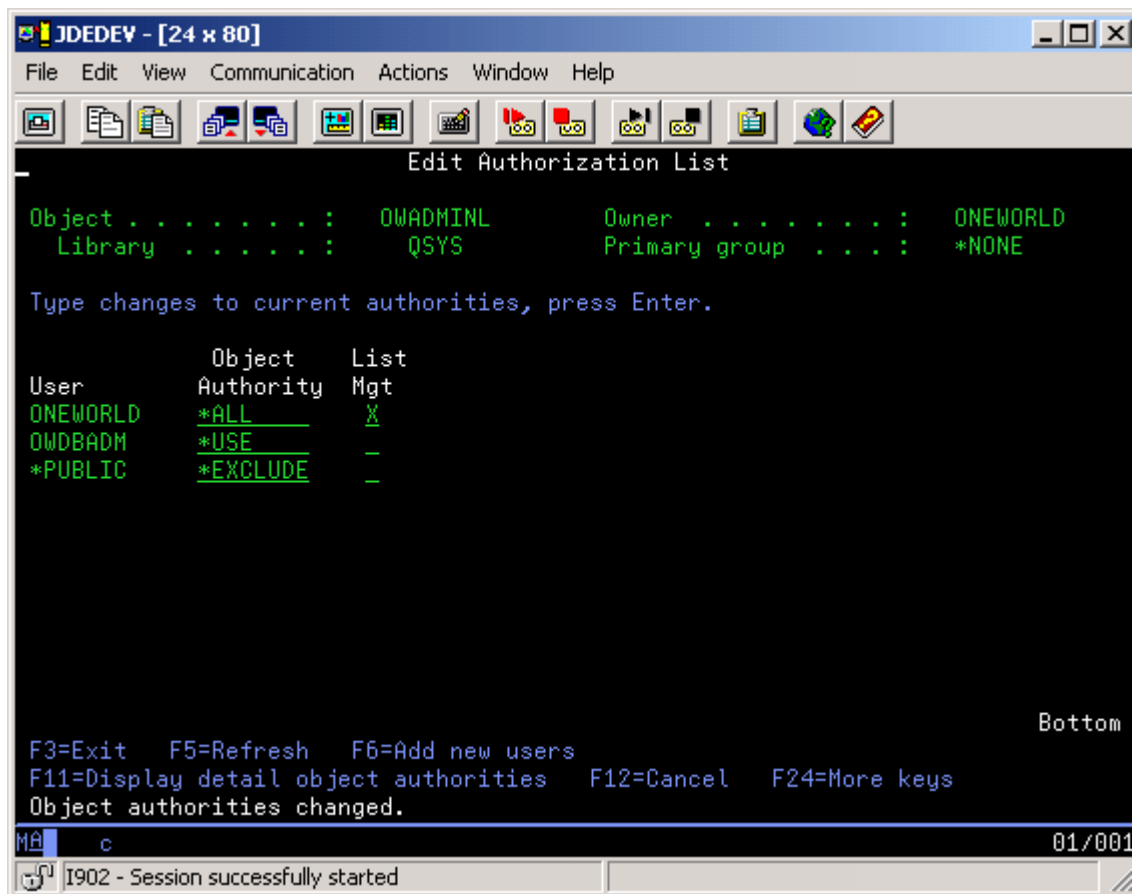 JDEDEV - [24 x 80]
File Edit View Communication Actions Window Help
Edit Authorization List
Object . . . . . . . : OWADMINL Owner . . . . . . . : ONEWORLD
Library . . . . . : QSYS Primary group . . . : *NONE
Type changes to current authorities, press Enter.
Object List
User Authority Mgt
ONEWORLD *ALL X
OWDBADM *USE _
*PUBLIC *EXCLUDE _
Bottom
F3=Exit F5=Refresh F6=Add new users
F11=Display detail object authorities F12=Cancel F24=More keys
Object authorities changed.
MA c 01/001
I902 - Session successfully started